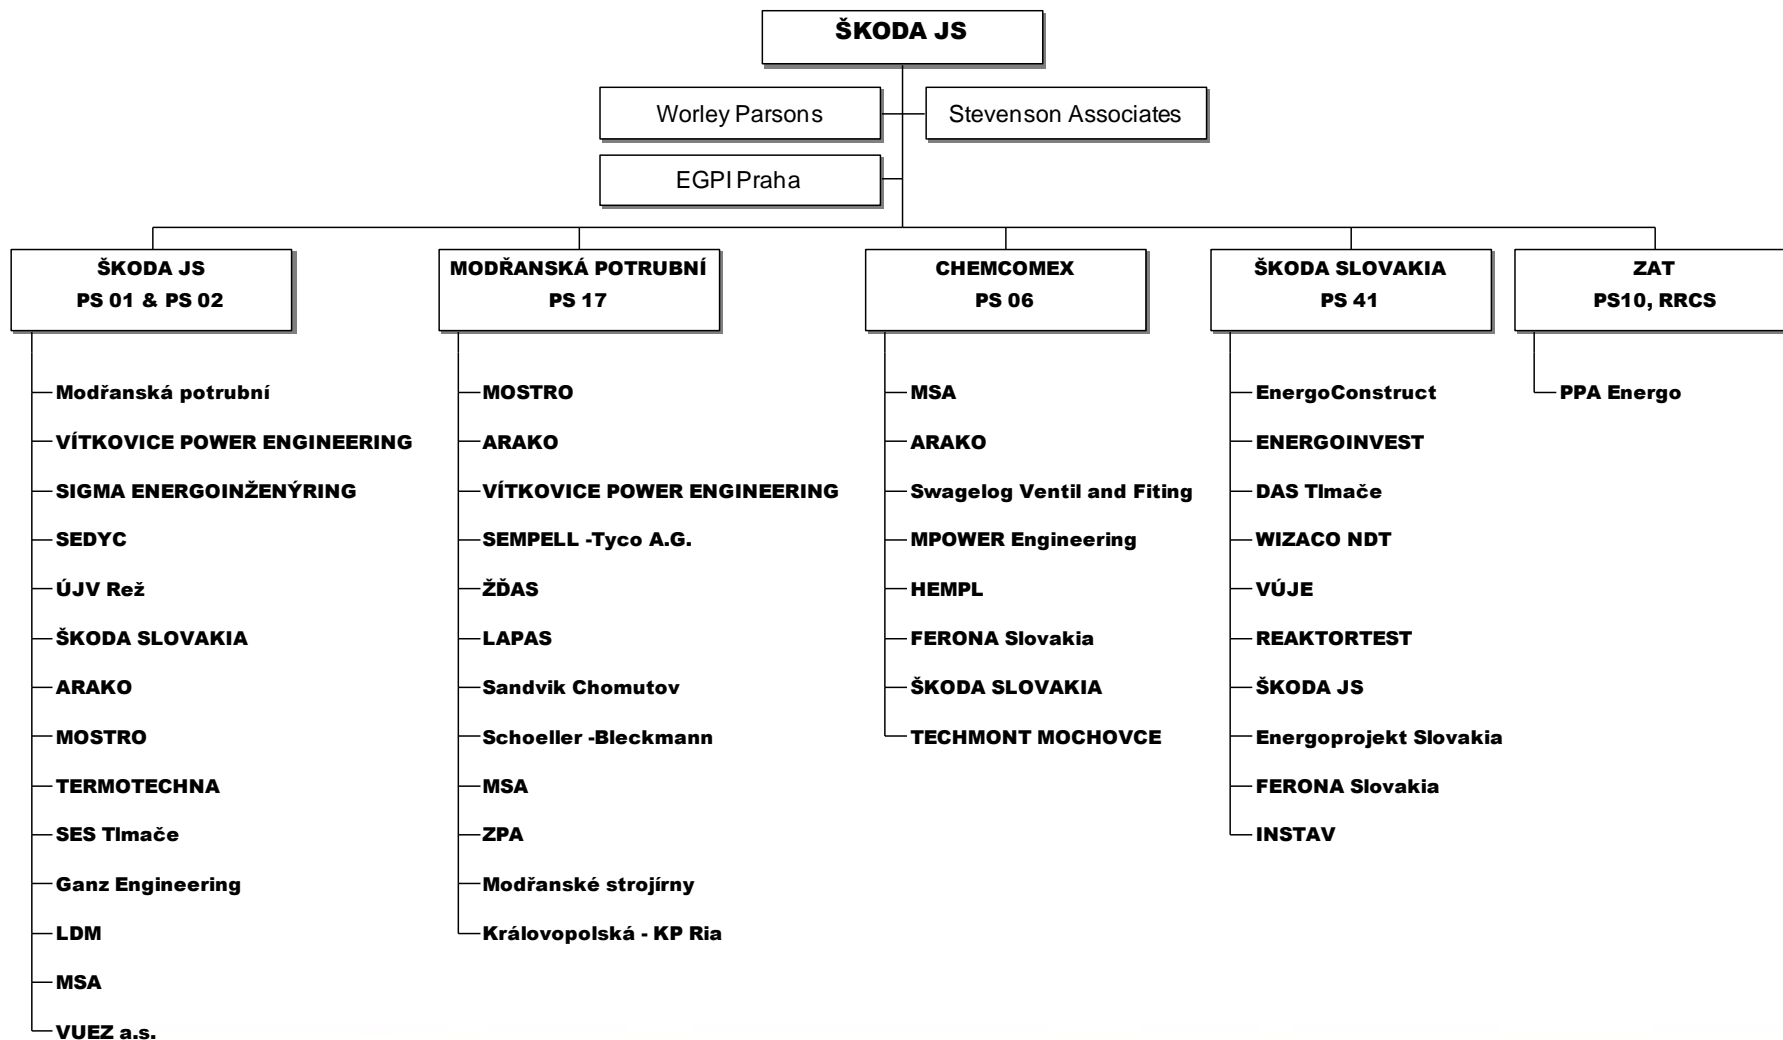 ŠKODA JS
Worley Parsons
Stevenson Associates
EGPI Praha
ŠKODA JS
PS 01 & PS 02
Modřanská potrubní
VÍTKOVICE POWER ENGINEERING
SIGMA ENERGOINŽENÝRING
SEDYC
ÚJV Rež
ŠKODA SLOVAKIA
ARAKO
MOSTRO
TERMOTECHNA
SES Tlmače
Ganz Engineering
LDM
MSA
VUEZ a.s.
MODŘANSKÁ POTRUBNÍ
PS 17
MOSTRO
ARAKO
VÍTKOVICE POWER ENGINEERING
SEMPELL -Tyco A.G.
ŽĎAS
LAPAS
Sandvik Chomutov
Schoeller -Bleckmann
MSA
ZPA
Modřanské strojírny
Královopolská - KP Ria
CHEMCOMEX
PS 06
MSA
ARAKO
Swagelog Ventil and Fiting
MPOWER Engineering
HEMPL
FERONA Slovakia
ŠKODA SLOVAKIA
TECHMONT MOCHOVCE
ŠKODA SLOVAKIA
PS 41
EnergoConstruct
ENERGOINVEST
DAS Tlmače
WIZACO NDT
VÚJE
REAKTORTEST
ŠKODA JS
Energoprojekt Slovakia
FERONA Slovakia
INSTAV
ZAT
PS10, RRCS
PPA Energo